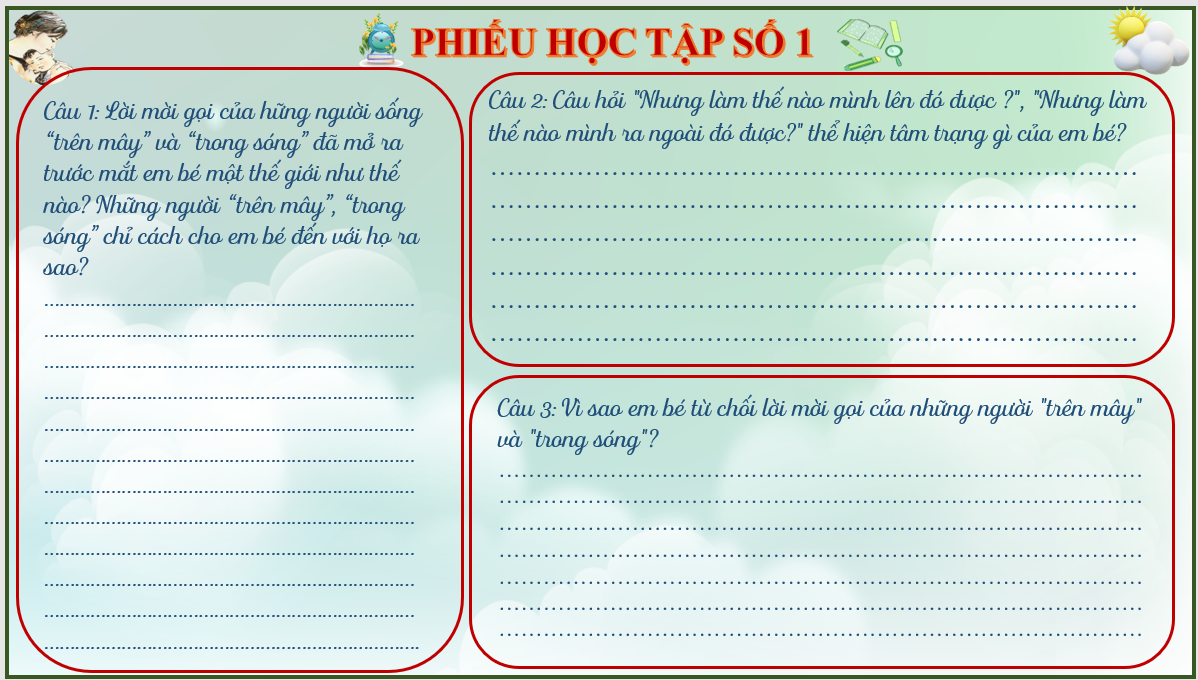 PHIẾU HỌC TẬP SỐ 1
Câu 1: Lời mời gọi của hững người sống
“trên mây” và “trong sóng” đã mở ra
trước mắt em bé một thế giới như thế
nào? Những người “trên mây”, “trong
sóng” chỉ cách cho em bé đến với họ ra
sao?
Câu 2: Câu hỏi "Nhưng làm thế nào mình lên đó được ?", "Nhưng làm
thế nào mình ra ngoài đó được?" thể hiện tâm trạng gì của em bé?
Câu 3: Vì sao em bé từ chối lời mời gọi của những người "trên mây"
và "trong sóng"?